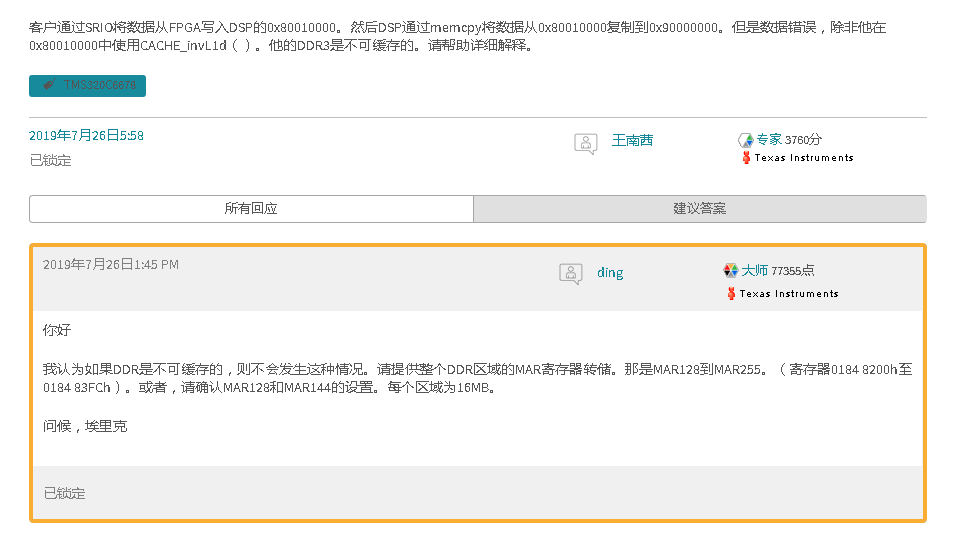 客户通过SRIO将数据从FPGA写入DSP的0x80010000。然后DSP通过memcpy将数据从0x80010000复制到0x90000000。但是数据错误，除非他在
0x80010000中使用CACHE_invL1d（）。他的DDR3是不可缓存的。请帮助详细解释。
TMS320C6678
2019年7月26日5:58
王南茜
专家 3760分
已锁定
Texas Instruments
所有回应
建议答案
2019年7月26日1:45 PM
ding
大师 77355点
Texas Instruments
你好
我认为如果DDR是不可缓存的，则不会发生这种情况。请提供整个DDR区域的MAR寄存器转储。那是MAR128到MAR255。（寄存器0184 8200h至
0184 83FCh）。或者，请确认MAR128和MAR144的设置。每个区域为16MB。
问候，埃里克
已锁定